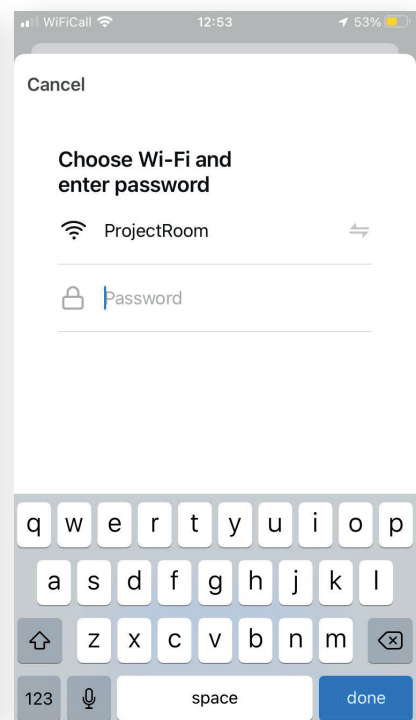 WiFiCall 12:53 53%
Cancel
Choose Wi-Fi and
enter password
ProjectRoom
Password
q w e r t y u i o p
a s d f g h j k l
z x c v b n m
123 space done